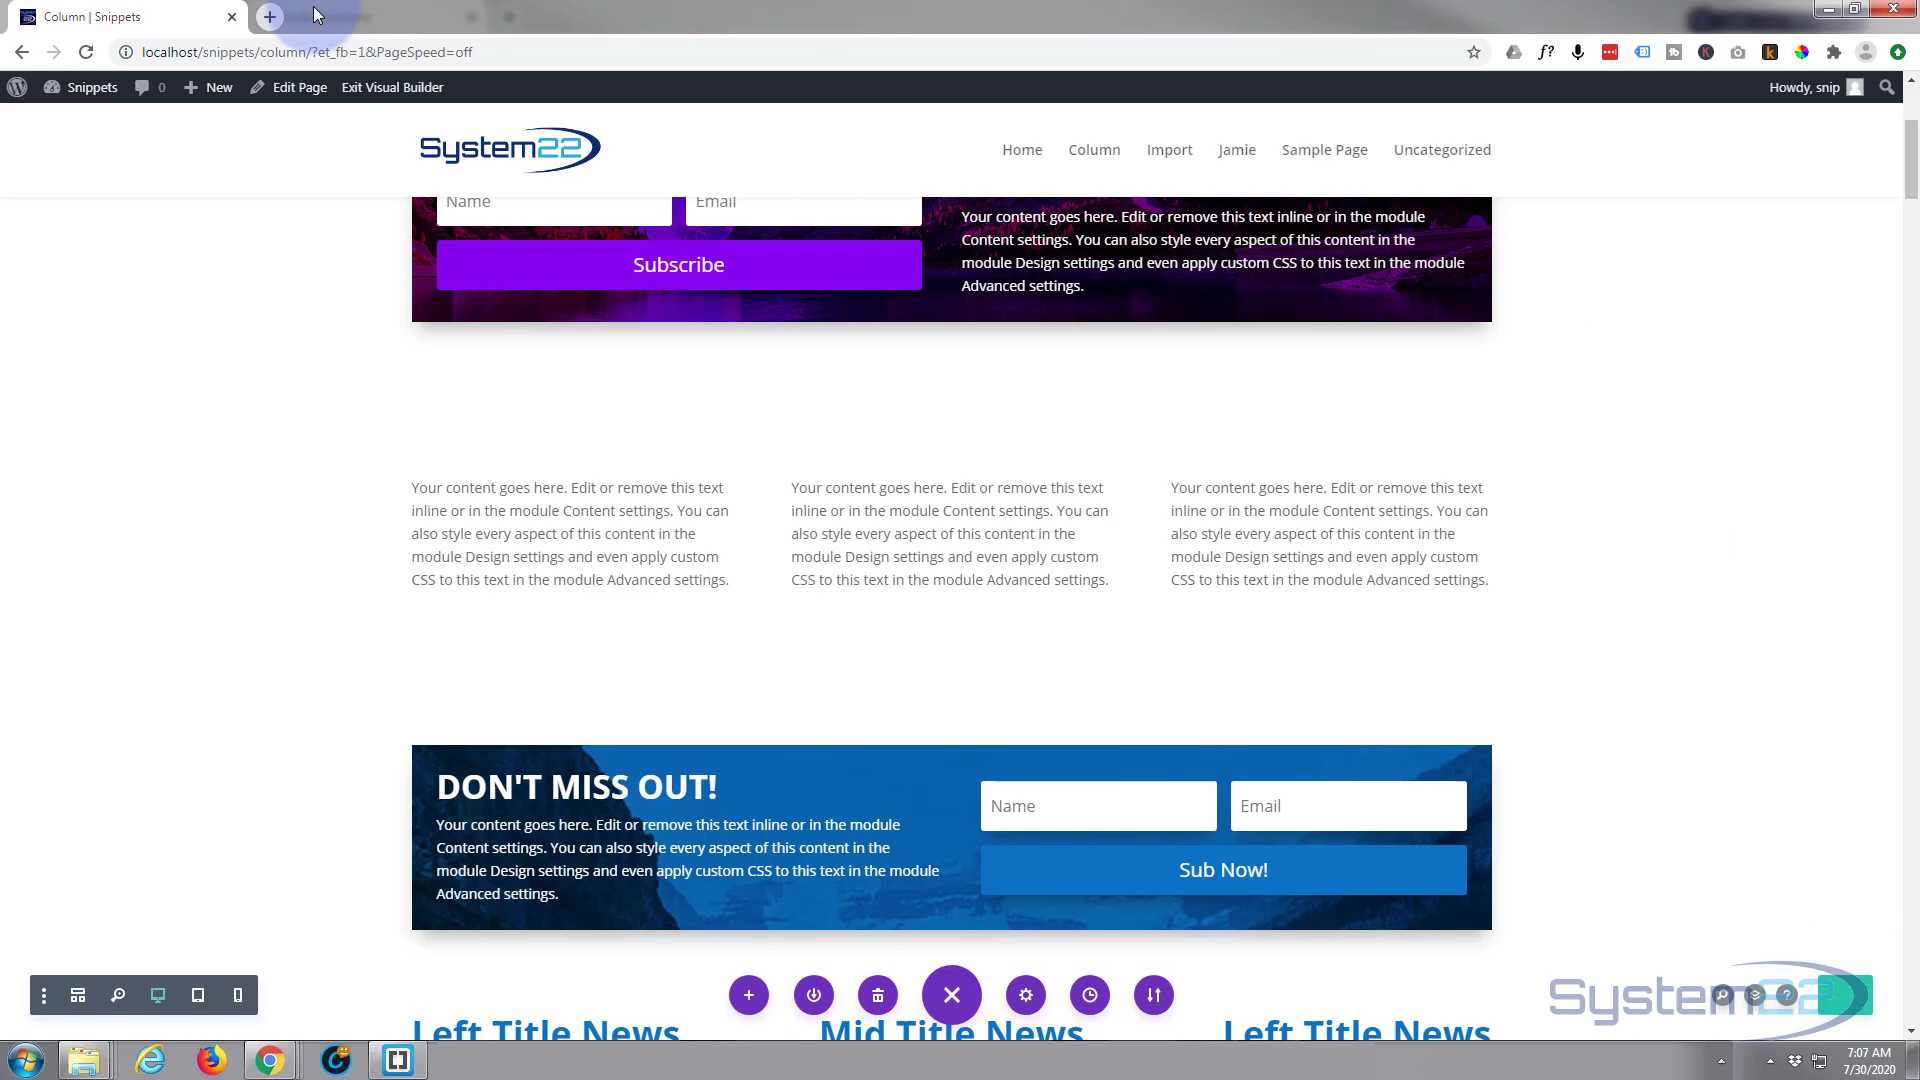 Column | Snippets
localhost/snippets/column/?et_fb=1&PageSpeed=off
Snippets 0 New Edit Page Exit Visual Builder Howdy, snip
System22
Home Column Import Jamie Sample Page Uncategorized
Name Email
Subscribe
Your content goes here. Edit or remove this text inline or in the module
Content settings. You can also style every aspect of this content in the
module Design settings and even apply custom CSS to this text in the module
Advanced settings.
Your content goes here. Edit or remove this text
inline or in the module Content settings. You can
also style every aspect of this content in the
module Design settings and even apply custom
CSS to this text in the module Advanced settings.
Your content goes here. Edit or remove this text
inline or in the module Content settings. You can
also style every aspect of this content in the
module Design settings and even apply custom
CSS to this text in the module Advanced settings.
Your content goes here. Edit or remove this text
inline or in the module Content settings. You can
also style every aspect of this content in the
module Design settings and even apply custom
CSS to this text in the module Advanced settings.
DON'T MISS OUT!
Your content goes here. Edit or remove this text inline or in the module
Content settings. You can also style every aspect of this content in the
module Design settings and even apply custom CSS to this text in the module
Advanced settings.
Name Email
Sub Now!
Left Title News Mid Title News Left Title News
System22
7:07 AM
7/30/2020